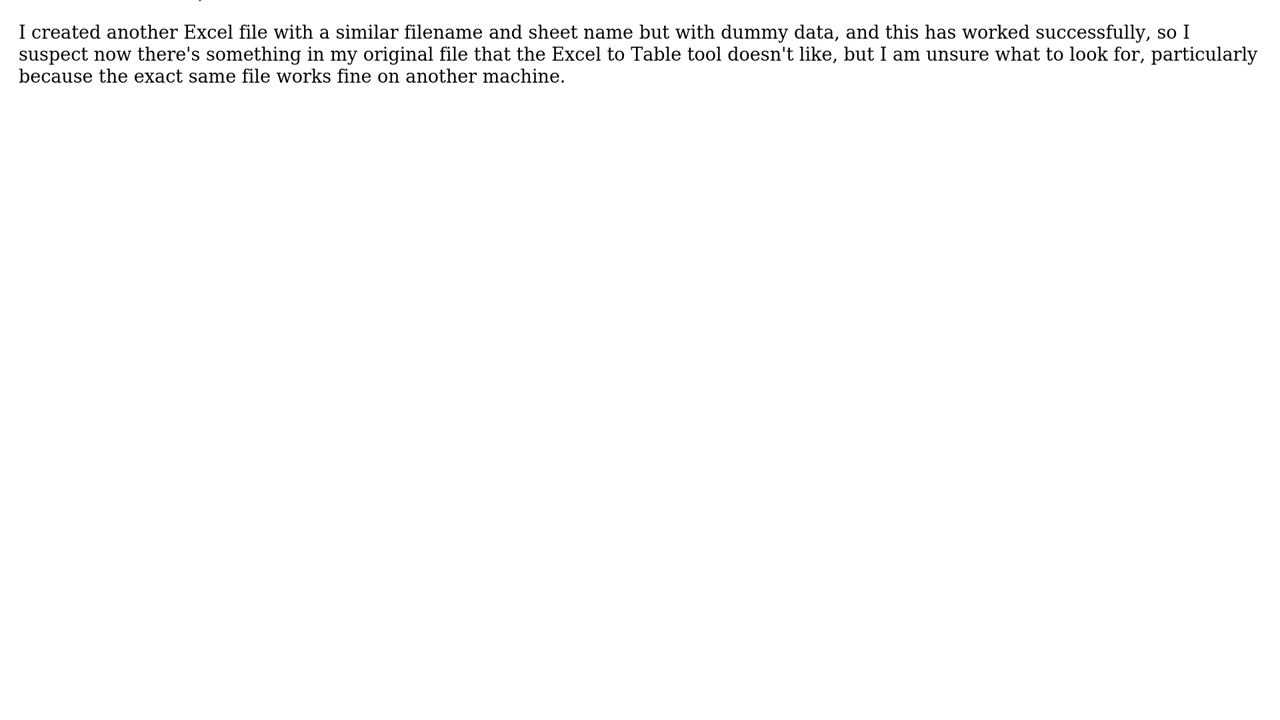 I created another Excel file with a similar filename and sheet name but with dummy data, and this has worked successfully, so I
suspect now there's something in my original file that the Excel to Table tool doesn't like, but I am unsure what to look for, particularly
because the exact same file works fine on another machine.